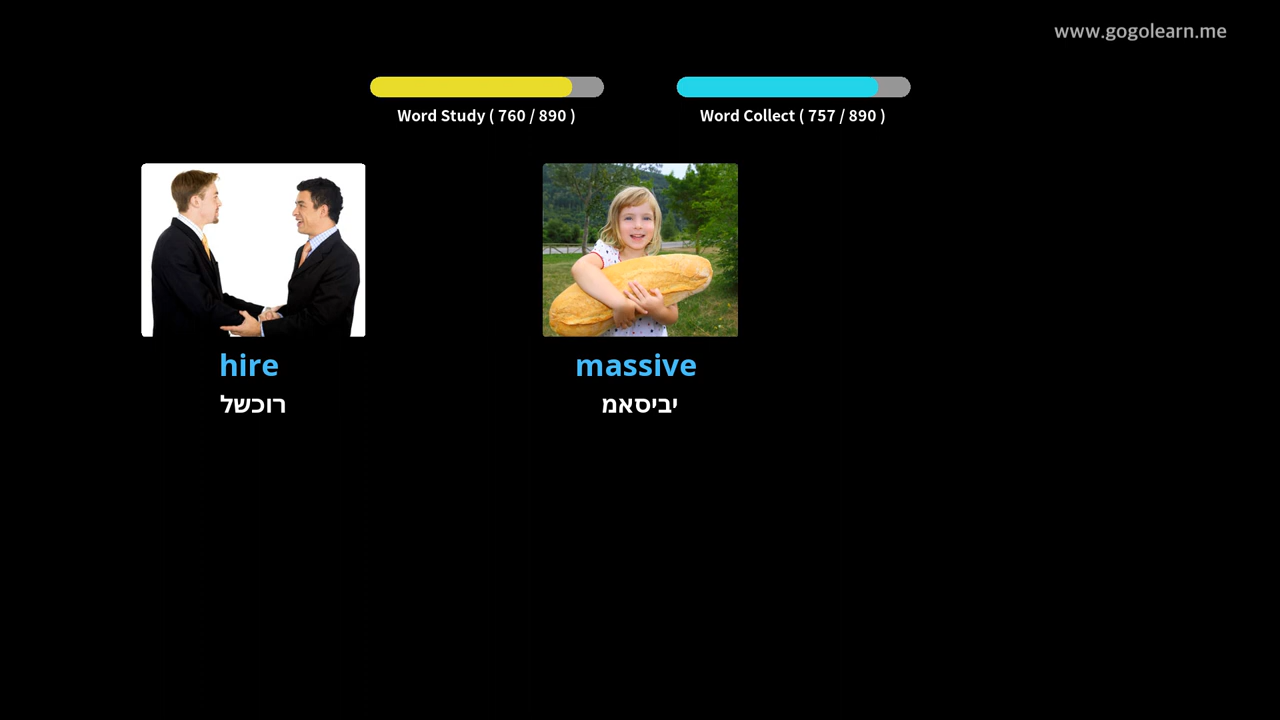 www.gogolearn.me
Word Study ( 760 / 890 )
Word Collect ( 757 / 890 )
hire
רוכשל
massive
יביסאמ